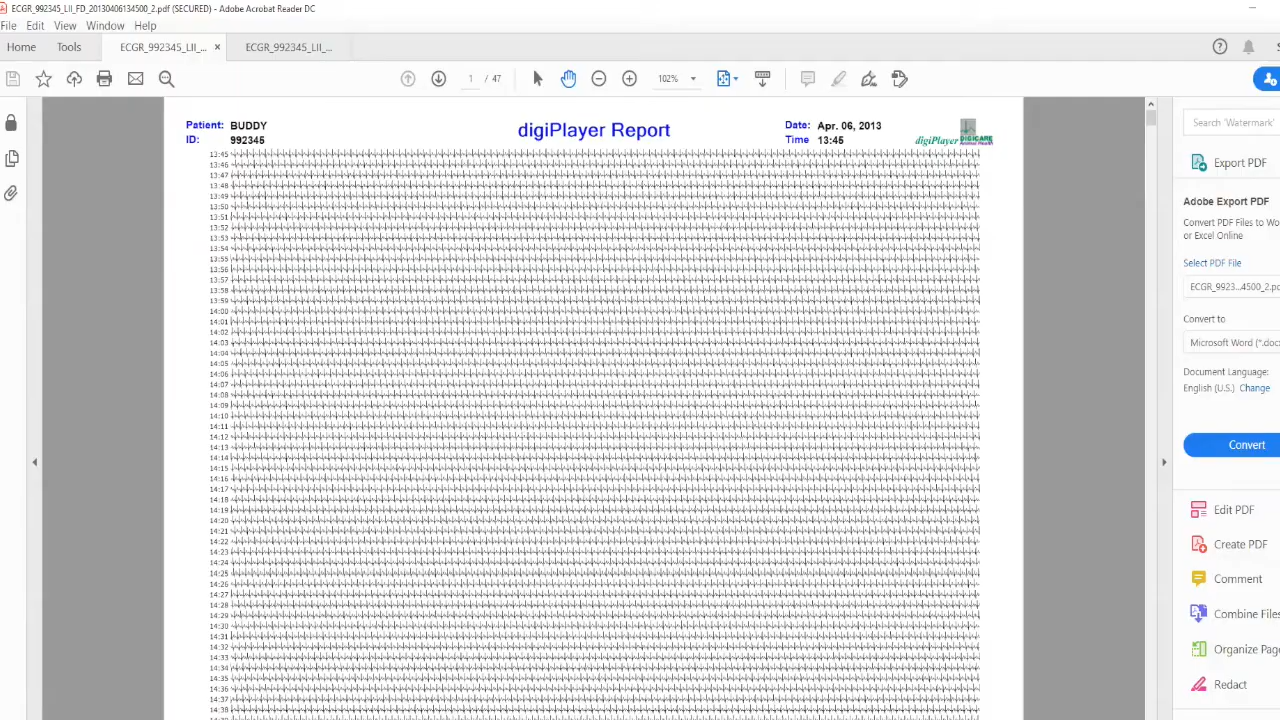 ECGR_992345_LII_FD_20130406134500_2.pdf (SECURED) - Adobe Acrobat Reader DC
File Edit View Window Help
Home Tools ECGR_992345_LII_... × ECGR_992345_LII_...
1 / 47 102%
Search 'Watermark'
Patient: BUDDY digiPlayer Report Date: Apr. 06, 2013
ID: 992345 Time 13:45 digiPlayer DIGICARE Animal Health
13:45
13:46
13:47
13:48
13:49
13:50
13:51
13:52
13:53
13:54
13:55
13:56
13:57
13:58
13:59
14:00
14:01
14:02
14:03
14:04
14:05
14:06
14:07
14:08
14:09
14:10
14:11
14:12
14:13
14:14
14:15
14:16
14:17
14:18
14:19
14:20
14:21
14:22
14:23
14:24
14:25
14:26
14:27
14:28
14:29
14:30
14:31
14:32
14:33
14:34
14:35
14:36
14:37
14:38
Export PDF
Adobe Export PDF
Convert PDF Files to Wo
or Excel Online
Select PDF File
ECGR_9923...4500_2.pd
Convert to
Microsoft Word (*.docx
Document Language:
English (U.S.) Change
Convert
Edit PDF
Create PDF
Comment
Combine Files
Organize Page
Redact